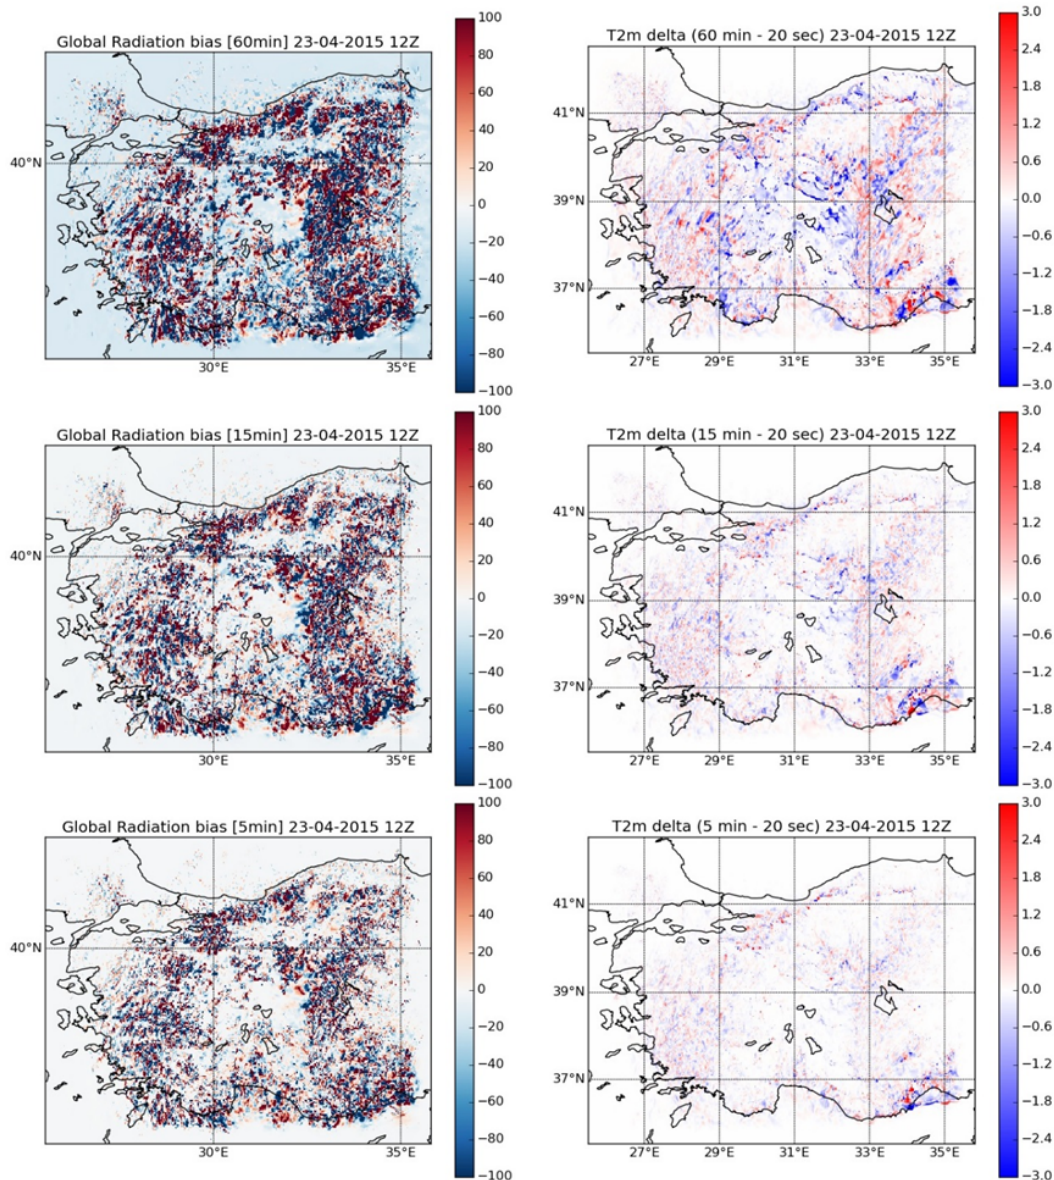 Global Radiation bias [60min] 23-04-2015 12Z
100
80
60
40
20
0
−20
−40
−60
−80
−100
40°N
30°E
35°E
T2m delta (60 min - 20 sec) 23-04-2015 12Z
3.0
2.4
1.8
1.2
0.6
0.0
−0.6
−1.2
−1.8
−2.4
−3.0
41°N
39°N
37°N
27°E
29°E
31°E
33°E
35°E
Global Radiation bias [15min] 23-04-2015 12Z
100
80
60
40
20
0
−20
−40
−60
−80
−100
40°N
30°E
35°E
T2m delta (15 min - 20 sec) 23-04-2015 12Z
3.0
2.4
1.8
1.2
0.6
0.0
−0.6
−1.2
−1.8
−2.4
−3.0
41°N
39°N
37°N
27°E
29°E
31°E
33°E
35°E
Global Radiation bias [5min] 23-04-2015 12Z
100
80
60
40
20
0
−20
−40
−60
−80
−100
40°N
30°E
35°E
T2m delta (5 min - 20 sec) 23-04-2015 12Z
3.0
2.4
1.8
1.2
0.6
0.0
−0.6
−1.2
−1.8
−2.4
−3.0
41°N
39°N
37°N
27°E
29°E
31°E
33°E
35°E